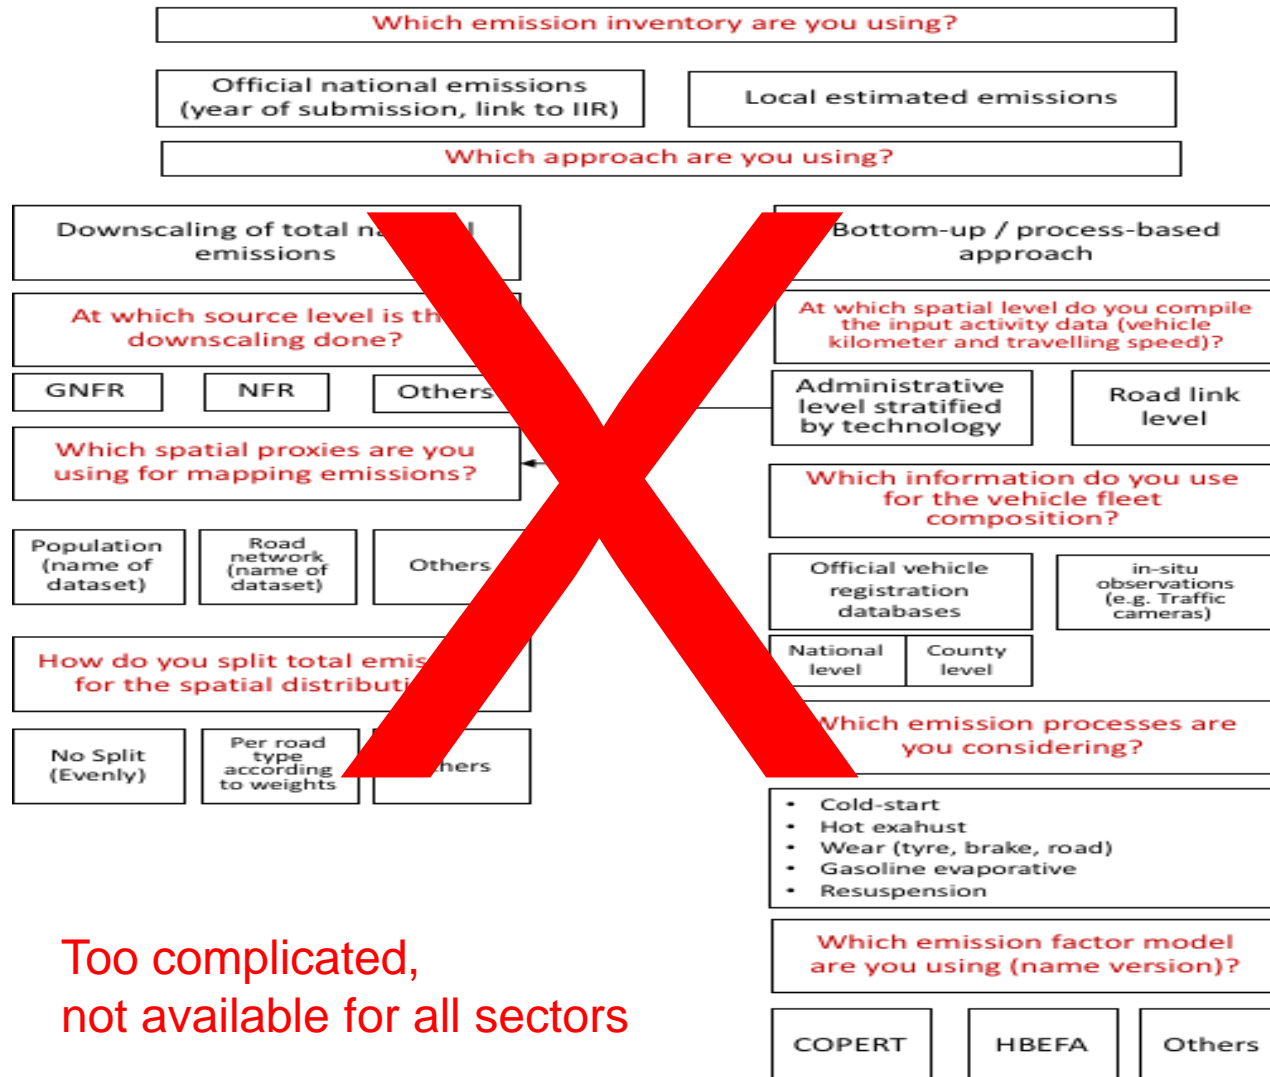 Which emission inventory are you using?
Official national emissions
(year of submission, link to IIR)
Local estimated emissions
Which approach are you using?
Downscaling of total
emissions
Bottom-up / process-based
approach
At which source level is
downscaling done?
At which spatial level do you compile
the input activity data (vehicle
kilometer and travelling speed)?
GNFR
NFR
Others
Administrative
level stratified
by technology
Road link
level
Which spatial proxies are you
using for mapping emissions?
Which information do you use
for the vehicle fleet
composition?
Population
(name of
dataset)
Road
network
(name of
dataset)
Others
Official vehicle
registration
databases
in-situ
observations
(e.g. Traffic
cameras)
National
level
County
level
How do you split total
for the spatial
Which emission processes are
you considering?
No Split
(Evenly)
Per road
type
according
to weights
Others
• Cold-start
• Hot exahust
• Wear (tyre, brake, road)
• Gasoline evaporative
• Resuspension
Which emission factor model
are you using (name version)?
COPERT
HBEFA
Others
Too complicated,
not available for all sectors